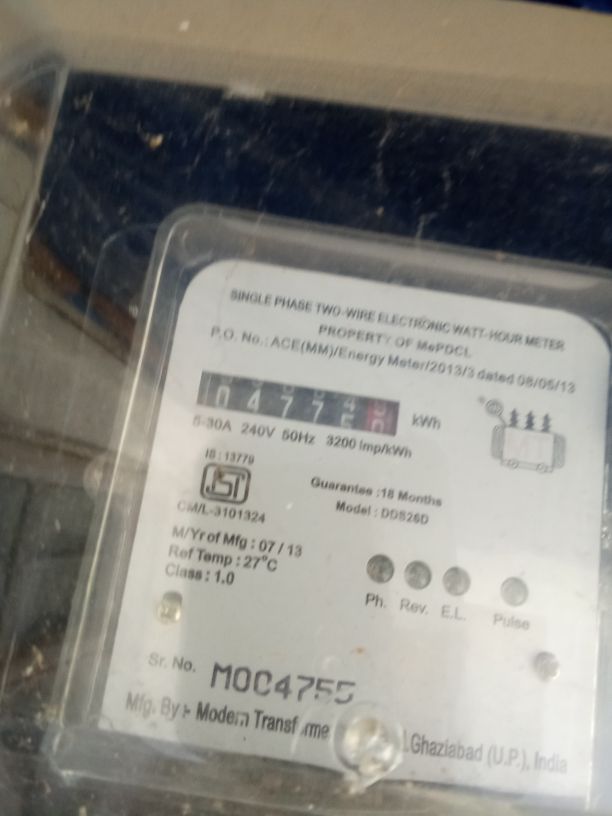 SINGLE PHASE TWO-WIRE ELECTRONIC WATT-HOUR METER
PROPERTY OF MePDCL
P.O. No.: ACE(MM)/Energy Meter/2013/3 dated 08/05/13
0477 kWh
5-30A 240V 50Hz 3200 imp/kWh
IS : 13779
CM/L-3101324
Guarantee :18 Months
Model : DDS26D
M/Yr of Mfg : 07 / 13
Ref Temp : 27°C
Class : 1.0
Ph. Rev. E.L. Pulse
Sr. No. MOC4755
Mfg. By :- Modern Ghaziabad (U.P.), India